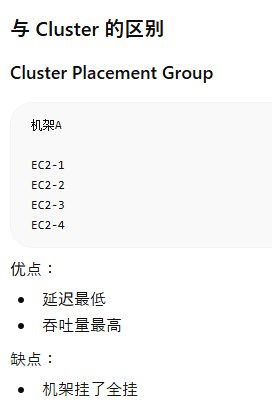 与 Cluster 的区别
Cluster Placement Group
机架A
EC2-1
EC2-2
EC2-3
EC2-4
优点：
• 延迟最低
• 吞吐量最高
缺点：
• 机架挂了全挂